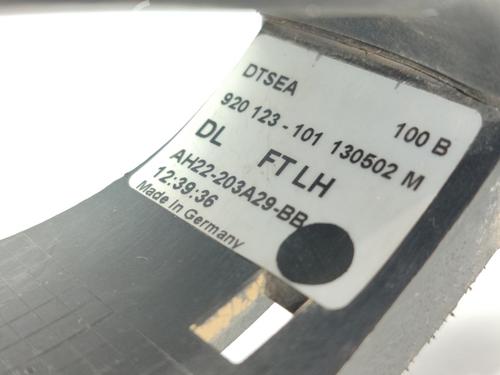 DTSEA
920 123 - 101 130502 M 100 B
DL FT LH
AH22-203A29-BB
12:39:36
Made in Germany